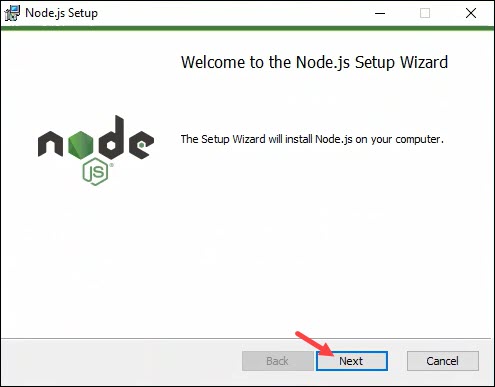 Node.js Setup
Welcome to the Node.js Setup Wizard
The Setup Wizard will install Node.js on your computer.
node
JS
®
Back
Next
Cancel